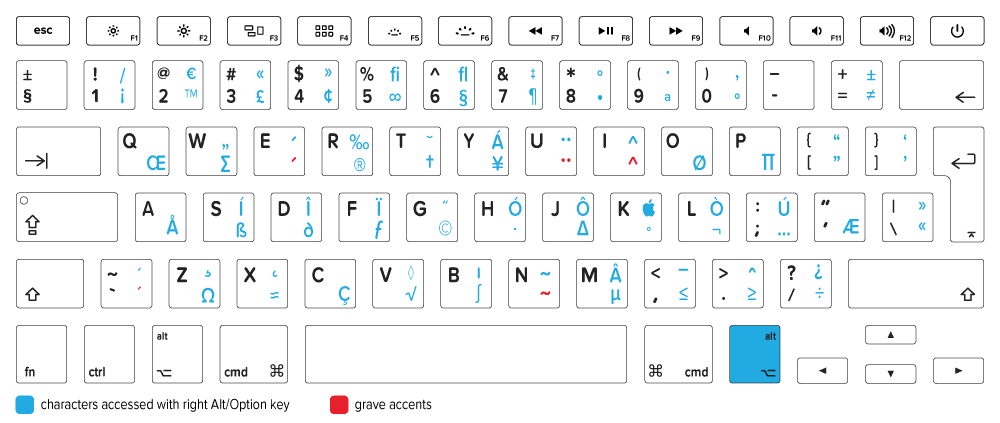 esc F1 F2 F3 F4 F5 F6 F7 F8 F9 F10 F11 F12
± ! / @ € # « $ » % fi ^ fl & ‡ * ° ( · ) ‚ – + ±
§ 1 ¡ 2 ™ 3 £ 4 ¢ 5 ∞ 6 § 7 ¶ 8 • 9 ª 0 º - = ≠
Q W „ E ´ R ‰ T ˇ Y Á U ¨ I ^ O P { “ } ‘
Œ Σ ´ ® † ¥ ¨ ^ Ø ∏ [ ” ] ’
A S Í D Î F Ï G ˝ H Ó J Ô K  L Ò : Ú ” | »
Å ß ∂ ƒ © ˙ Δ ° ¬ ; … ’ Æ \ «
~ ´ Z X C V ◊ B ı N ~ M Â < ¯ > ^ ? ¿
` ´ Ω ≈ Ç √ ∫ ~ µ , ≤ . ≥ / ÷
alt alt
fn ctrl ⌥ cmd ⌘ ⌘ cmd ⌥
characters accessed with right Alt/Option key grave accents